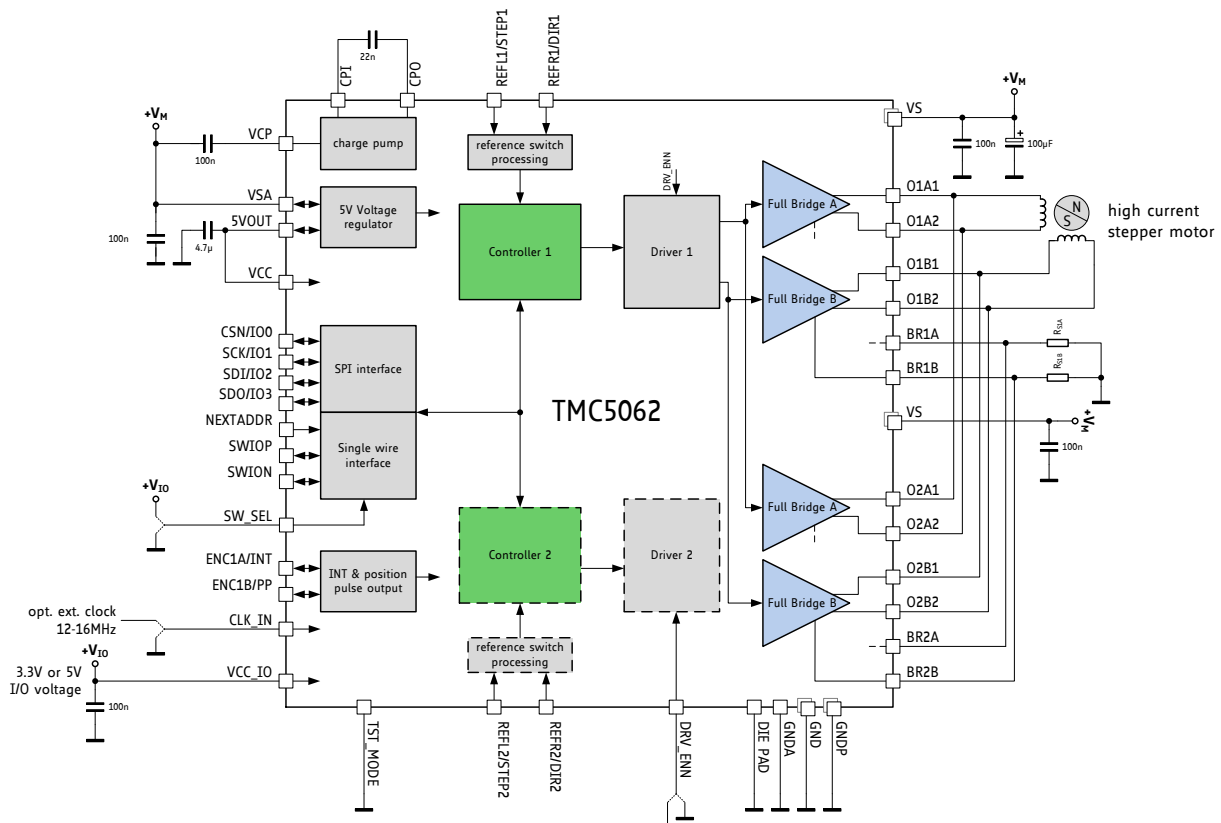 22n
CPI
CPO
REFL1/STEP1
REFR1/DIR1
+VM
+VM
VCP
100n
charge pump
reference switch
processing
VS
100n
+
100µF
VSA
5VOUT
5V Voltage
regulator
100n
4.7µ
VCC
Controller 1
DRV_ENN
Driver 1
Full Bridge A
Full Bridge B
O1A1
O1A2
O1B1
O1B2
N
S
high current
stepper motor
BR1A
RS1A
BR1B
RS1B
CSN/IO0
SCK/IO1
SDI/IO2
SDO/IO3
NEXTADDR
SWIOP
SWION
SPI interface
Single wire
interface
TMC5062
VS
+VM
100n
+VIO
SW_SEL
ENC1A/INT
ENC1B/PP
INT & position
pulse output
Controller 2
Driver 2
Full Bridge A
Full Bridge B
O2A1
O2A2
O2B1
O2B2
BR2A
BR2B
opt. ext. clock
12-16MHz
CLK_IN
+VIO
3.3V or 5V
I/O voltage
VCC_IO
100n
reference switch
processing
TST_MODE
REFL2/STEP2
REFR2/DIR2
DRV_ENN
DIE PAD
GNDA
GND
GNDP